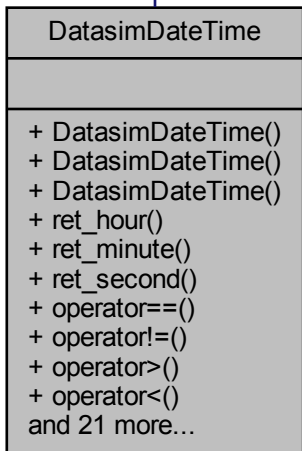 DatasimDateTime
+ DatasimDateTime()
+ DatasimDateTime()
+ DatasimDateTime()
+ ret_hour()
+ ret_minute()
+ ret_second()
+ operator==()
+ operator!=()
+ operator>()
+ operator<()
and 21 more...